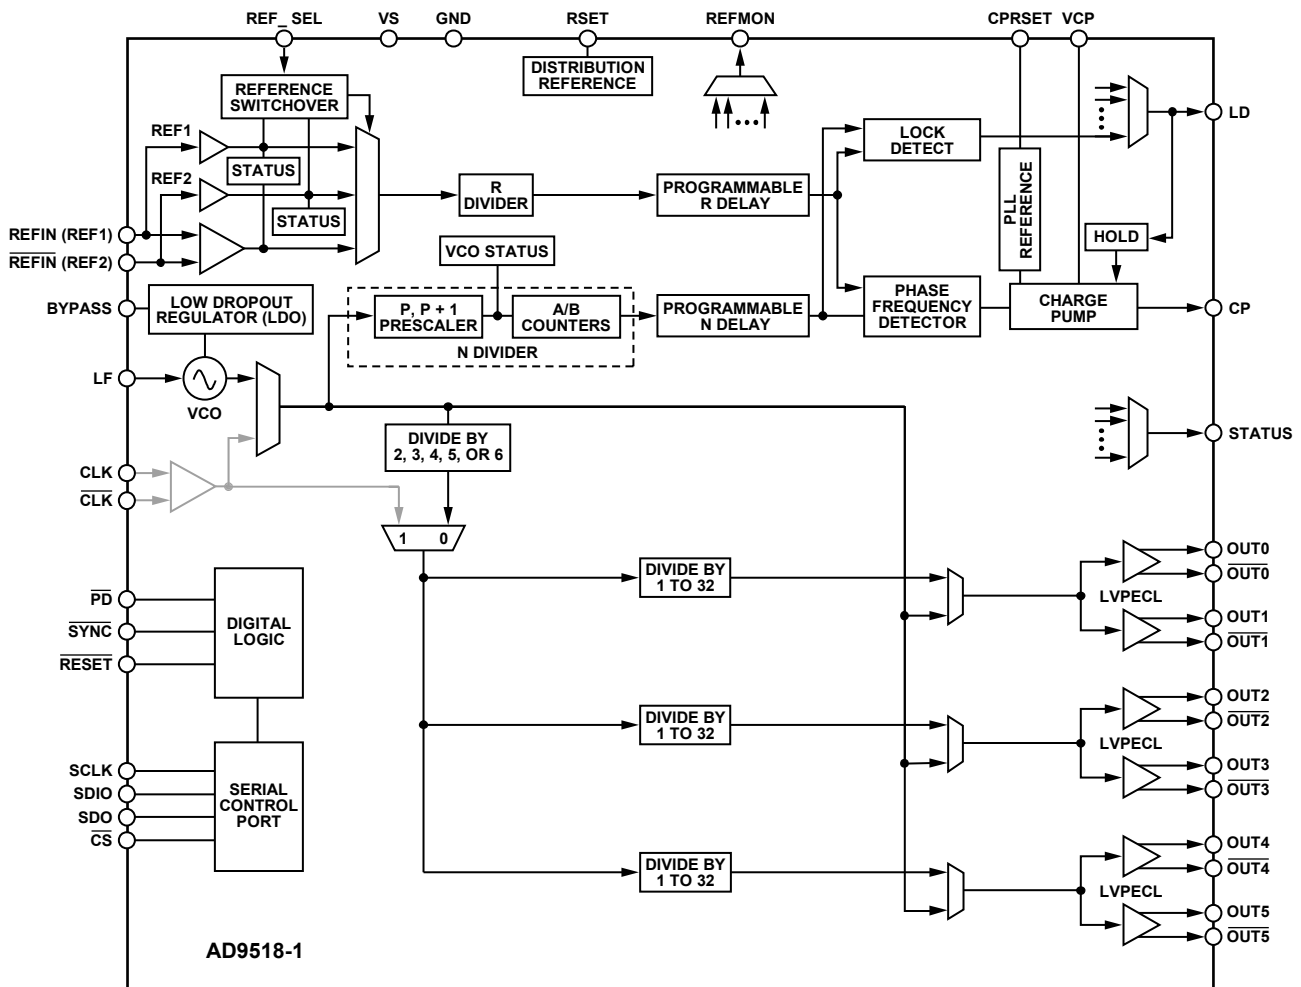 REF_ SEL
VS
GND
RSET
REFMON
CPRSET
VCP
DISTRIBUTION
REFERENCE
REFERENCE
SWITCHOVER
REF1
STATUS
REF2
STATUS
R
DIVIDER
PROGRAMMABLE
R DELAY
LOCK
DETECT
LD
PLL
REFERENCE
HOLD
REFIN (REF1)
REFIN (REF2)
VCO STATUS
BYPASS
LOW DROPOUT
REGULATOR (LDO)
P, P + 1
PRESCALER
A/B
COUNTERS
N DIVIDER
PROGRAMMABLE
N DELAY
PHASE
FREQUENCY
DETECTOR
CHARGE
PUMP
CP
LF
VCO
DIVIDE BY
2, 3, 4, 5, OR 6
STATUS
CLK
CLK
1 0
DIVIDE BY
1 TO 32
LVPECL
OUT0
OUT0
OUT1
OUT1
PD
SYNC
RESET
DIGITAL
LOGIC
DIVIDE BY
1 TO 32
LVPECL
OUT2
OUT2
OUT3
OUT3
SCLK
SDIO
SDO
CS
SERIAL
CONTROL
PORT
DIVIDE BY
1 TO 32
LVPECL
OUT4
OUT4
OUT5
OUT5
AD9518-1